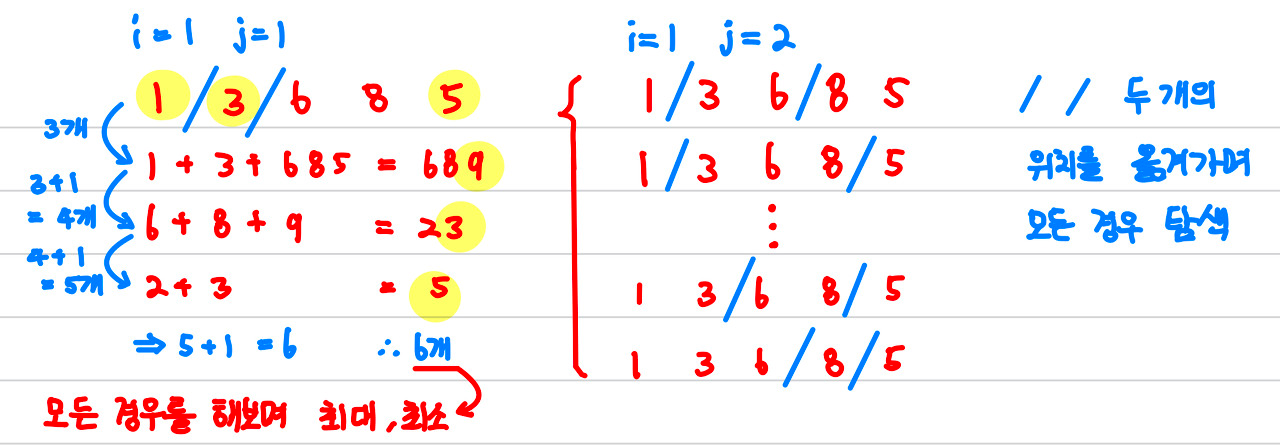 i=1 j=1
1 / 3 / 6 8 5
3개
1 + 3 + 685 = 689
3+1
= 4개
6 + 8 + 9 = 23
4+1
= 5개
2 + 3 = 5
⇒ 5+1 = 6 ∴ 6개
모든 경우를 해보며 최대, 최소
i=1 j=2
1 / 3 6 / 8 5
1 / 3 6 8 / 5
⋮
1 3 / 6 8 / 5
1 3 6 / 8 / 5
/ / 두 개의
위치를 옮겨가며
모든 경우 탐색